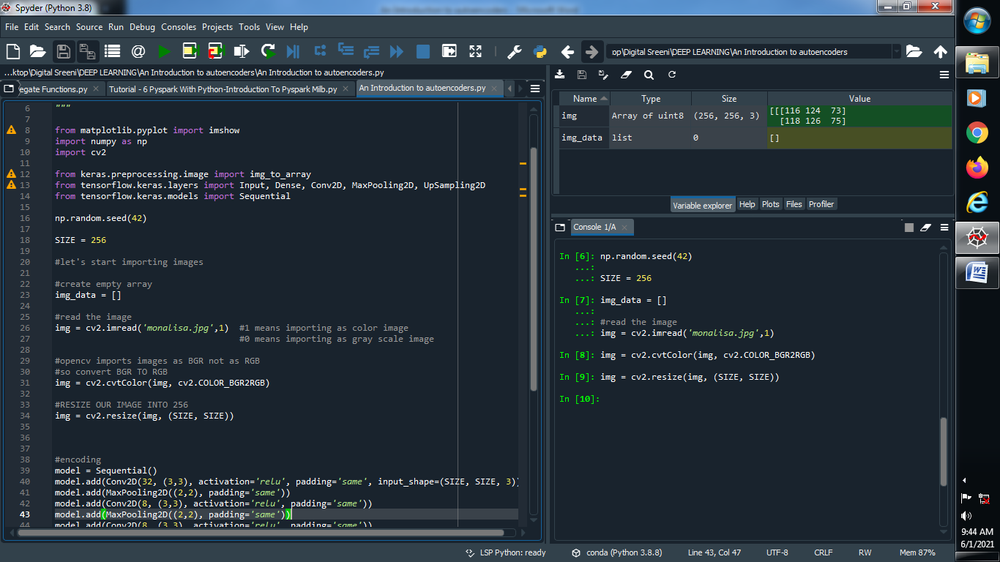 Spyder (Python 3.8)
An Introduction to autoencoders - Microsoft Word
File Edit Search Source Run Debug Consoles Projects Tools View Help
op\Digital Sreeni\DEEP LEARNING\An Introduction to autoencoders
...ktop\Digital Sreeni\DEEP LEARNING\An Introduction to autoencoders\An Introduction to autoencoders.py
egate Functions.py Tutorial - 6 Pyspark With Python-Introduction To Pyspark Milb.py An Introduction to autoencoders.py
6 """
7
8 from matplotlib.pyplot import imshow
9 import numpy as np
10 import cv2
11
12 from keras.preprocessing.image import img_to_array
13 from tensorflow.keras.layers import Input, Dense, Conv2D, MaxPooling2D, UpSampling2D
14 from tensorflow.keras.models import Sequential
15
16 np.random.seed(42)
17
18 SIZE = 256
19
20 #let's start importing images
21
22 #create empty array
23 img_data = []
24
25 #read the image
26 img = cv2.imread('monalisa.jpg',1) #1 means importing as color image
27 #0 means importing as gray scale image
28
29 #opencv imports images as BGR not as RGB
30 #so convert BGR TO RGB
31 img = cv2.cvtColor(img, cv2.COLOR_BGR2RGB)
32
33 #RESIZE OUR IMAGE INTO 256
34 img = cv2.resize(img, (SIZE, SIZE))
35
36
37
38 #encoding
39 model = Sequential()
40 model.add(Conv2D(32, (3,3), activation='relu', padding='same', input_shape=(SIZE, SIZE, 3)))
41 model.add(MaxPooling2D((2,2), padding='same'))
42 model.add(Conv2D(8, (3,3), activation='relu', padding='same'))
43 model.add(MaxPooling2D((2,2), padding='same'))
44 model.add(Conv2D(8, (3,3), activation='relu', padding='same'))
Name Type Size Value
img Array of uint8 (256, 256, 3) [[[116 124 73]
[118 126 75]
img_data list 0 []
Variable explorer Help Plots Files Profiler
Console 1/A
In [6]: np.random.seed(42)
...:
...: SIZE = 256
In [7]: img_data = []
...:
...: #read the image
...: img = cv2.imread('monalisa.jpg',1)
In [8]: img = cv2.cvtColor(img, cv2.COLOR_BGR2RGB)
In [9]: img = cv2.resize(img, (SIZE, SIZE))
In [10]:
LSP Python: ready conda (Python 3.8.8) Line 43, Col 47 UTF-8 CRLF RW Mem 87%
9:44 AM
6/1/2021